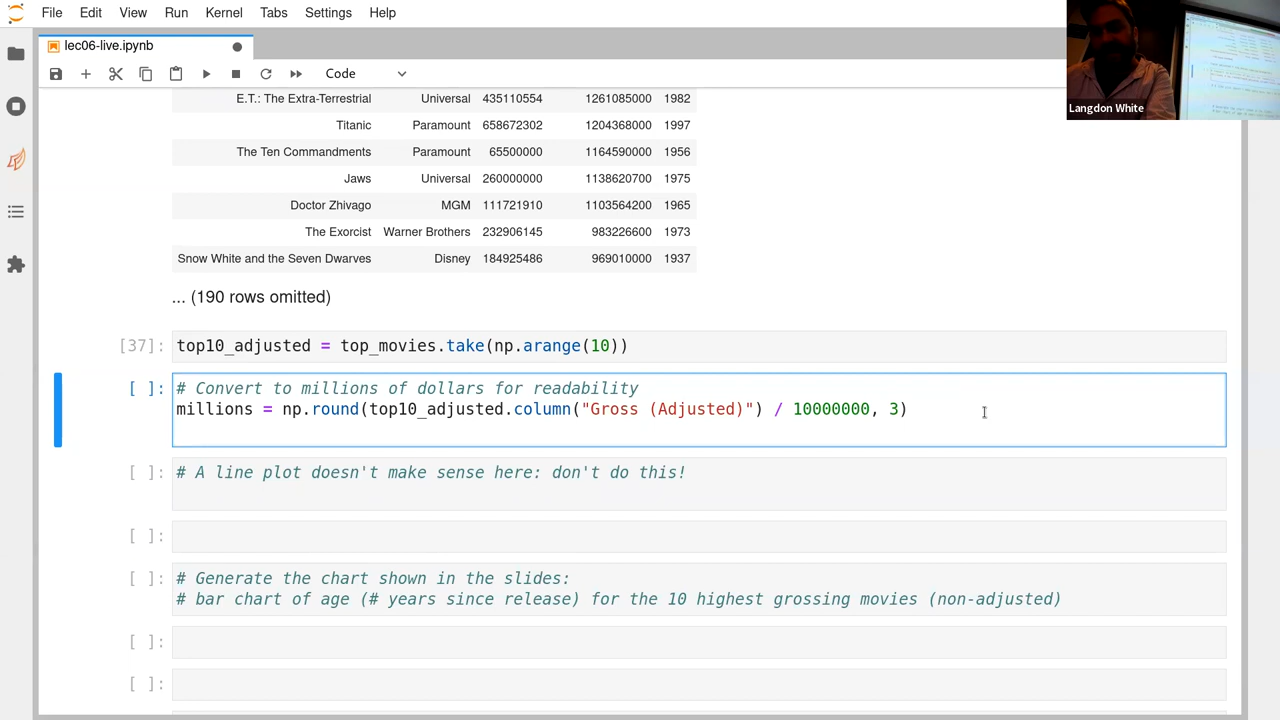 File Edit View Run Kernel Tabs Settings Help
lec06-live.ipynb
Code
E.T.: The Extra-Terrestrial Universal 435110554 1261085000 1982
Titanic Paramount 658672302 1204368000 1997
The Ten Commandments Paramount 65500000 1164590000 1956
Jaws Universal 260000000 1138620700 1975
Doctor Zhivago MGM 111721910 1103564200 1965
The Exorcist Warner Brothers 232906145 983226600 1973
Snow White and the Seven Dwarves Disney 184925486 969010000 1937
... (190 rows omitted)
[37]: top10_adjusted = top_movies.take(np.arange(10))
[ ]: # Convert to millions of dollars for readability
millions = np.round(top10_adjusted.column("Gross (Adjusted)") / 10000000, 3)
[ ]: # A line plot doesn't make sense here: don't do this!
[ ]:
[ ]: # Generate the chart shown in the slides:
# bar chart of age (# years since release) for the 10 highest grossing movies (non-adjusted)
[ ]:
[ ]:
Langdon White